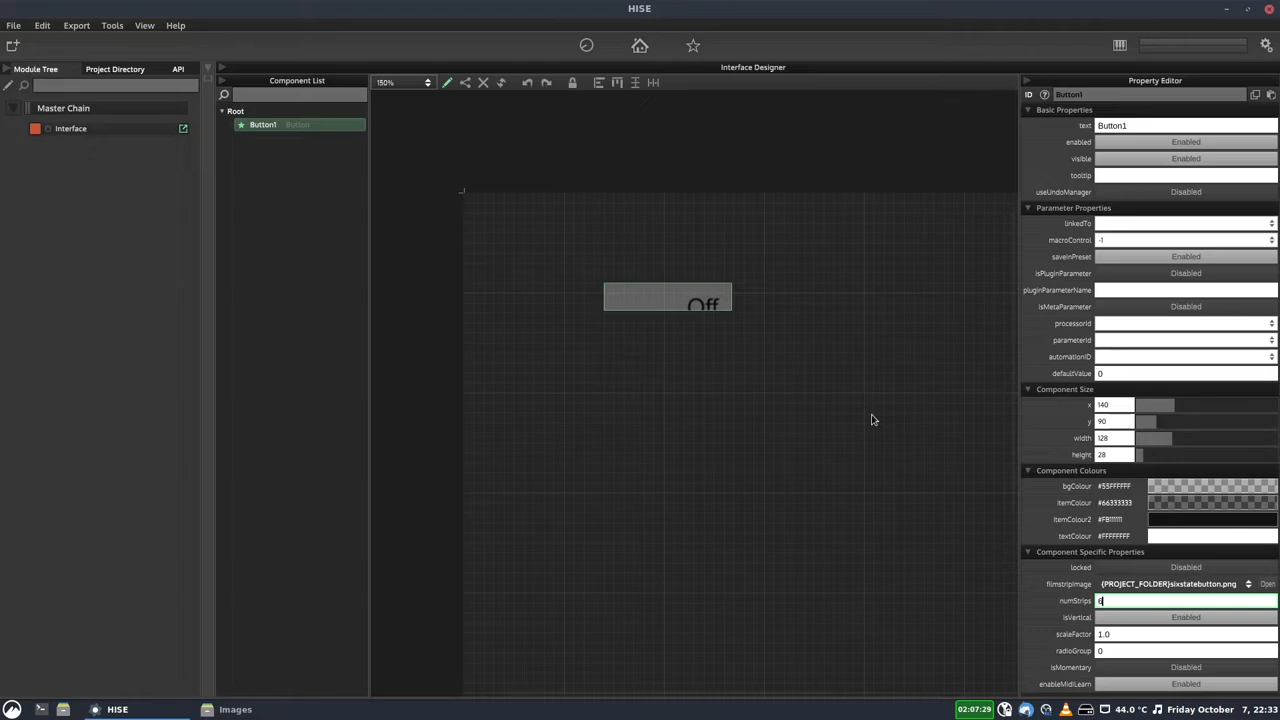 HISE
File Edit Export Tools View Help
Module Tree Project Directory API
Master Chain
Interface
Component List
Root
Button1 Button
150%
Interface Designer
Off
Property Editor
ID Button1
Basic Properties
text Button1
enabled Enabled
visible Enabled
tooltip
useUndoManager Disabled
Parameter Properties
linkedTo
macroControl -1
saveInPreset Enabled
isPluginParameter Disabled
pluginParameterName
isMetaParameter Disabled
processorId
parameterId
automationID
defaultValue 0
Component Size
x 140
y 90
width 128
height 28
Component Colours
bgColour #55FFFFFF
itemColour #66333333
itemColour2 #FB111111
textColour #FFFFFFFF
Component Specific Properties
locked Disabled
filmstripImage {PROJECT_FOLDER}sixstatebutton.png Open
numStrips 6
isVertical Enabled
scaleFactor 1.0
radioGroup 0
isMomentary Disabled
enableMidiLearn Enabled
HISE Images 02:07:29 44.0 °C Friday October 7, 22:33